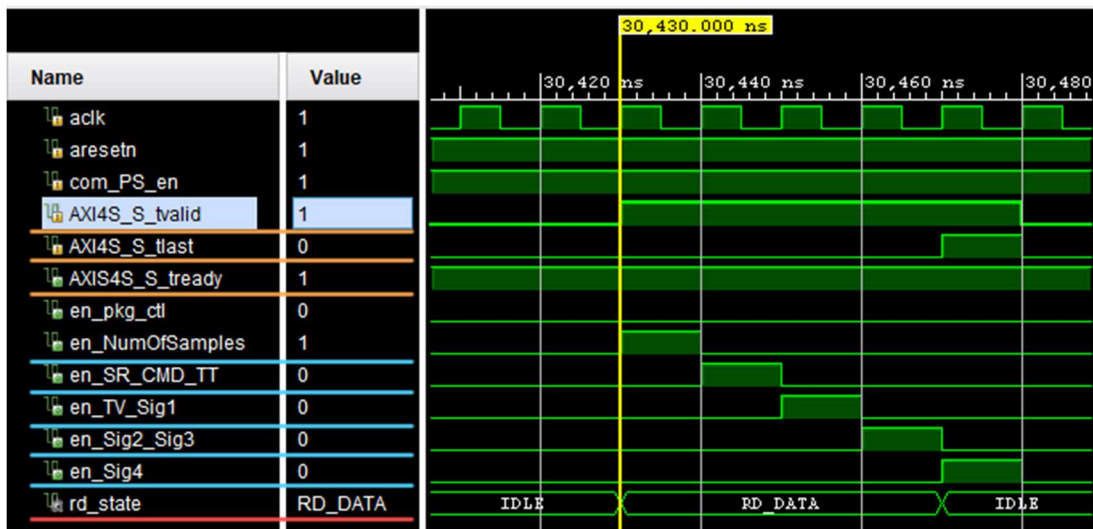 30,430.000 ns
Name Value 30,420 ns 30,440 ns 30,460 ns 30,480
aclk 1
aresetn 1
com_PS_en 1
AXI4S_S_tvalid 1
AXI4S_S_tlast 0
AXIS4S_S_tready 1
en_pkg_ctl 0
en_NumOfSamples 1
en_SR_CMD_TT 0
en_TV_Sig1 0
en_Sig2_Sig3 0
en_Sig4 0
rd_state RD_DATA IDLE RD_DATA IDLE